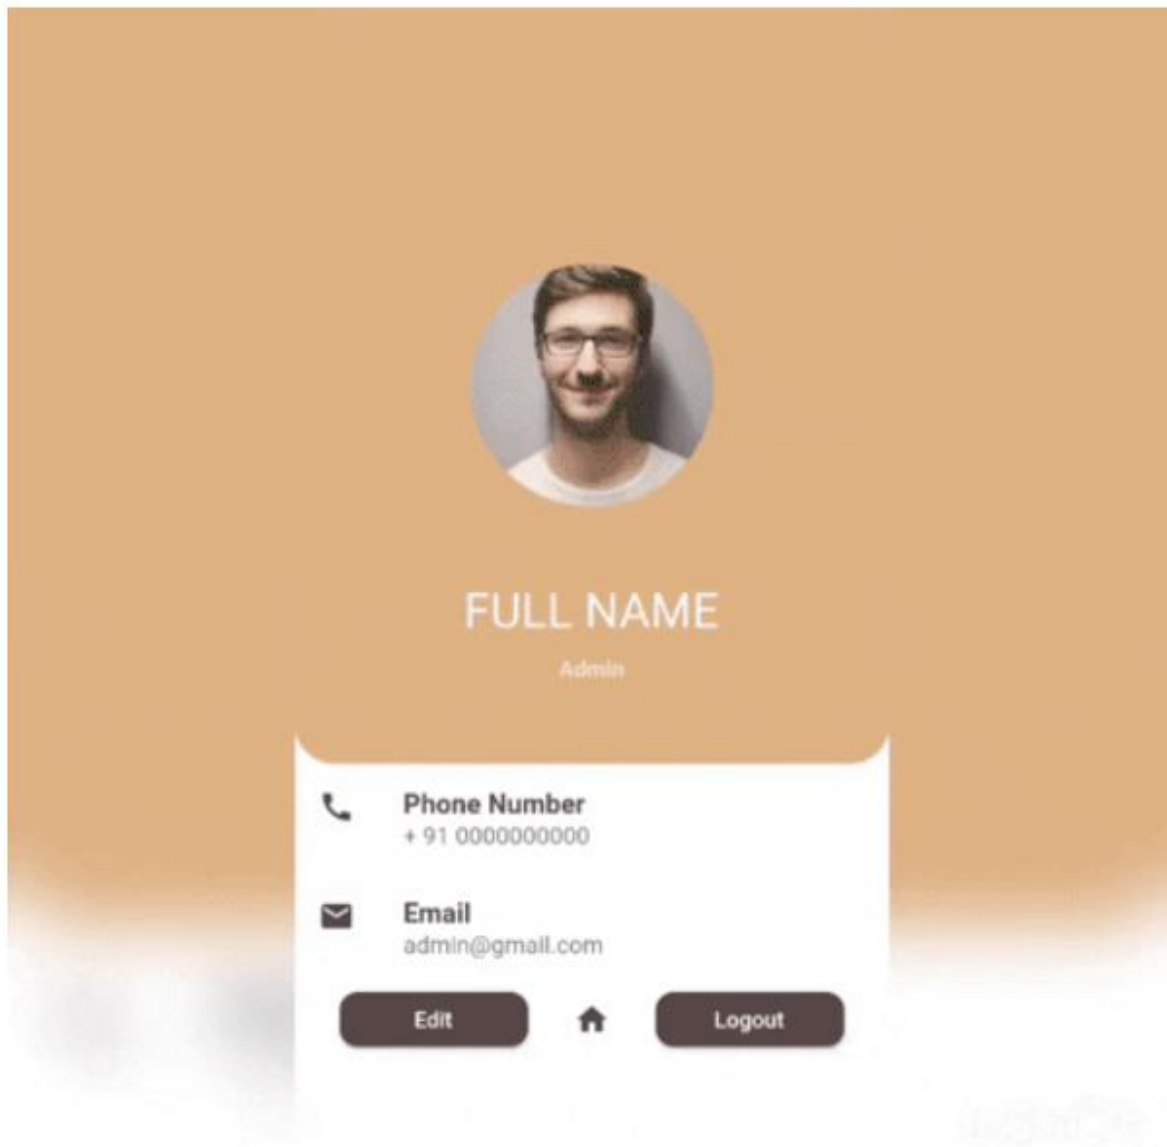 FULL NAME
Admin
Phone Number
+ 91 0000000000
Email
admin@gmail.com
Edit
Logout